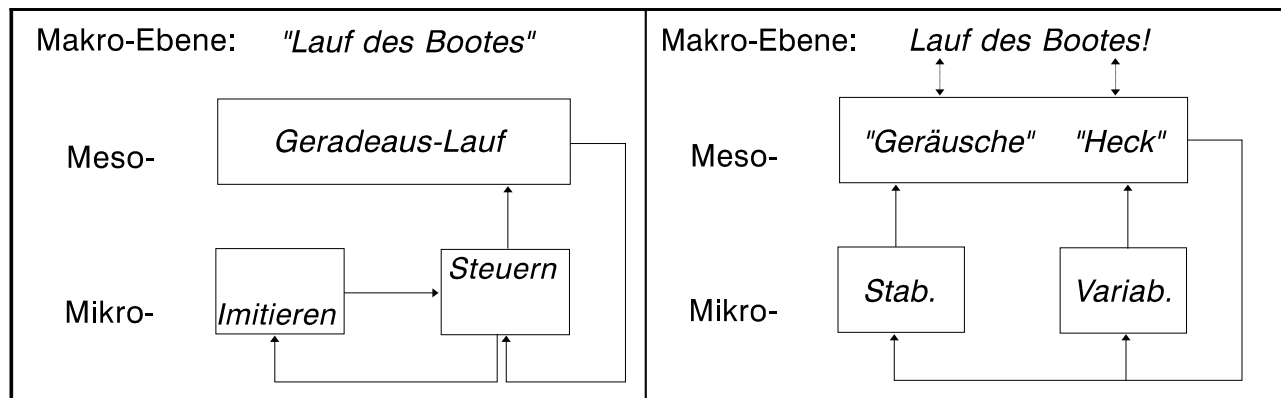 Makro-Ebene: "Lauf des Bootes"
Geradeaus-Lauf
Meso-
Steuern
Mikro-
Imitieren
Makro-Ebene: Lauf des Bootes!
Meso-
"Geräusche" "Heck"
Mikro-
Stab.
Variab.